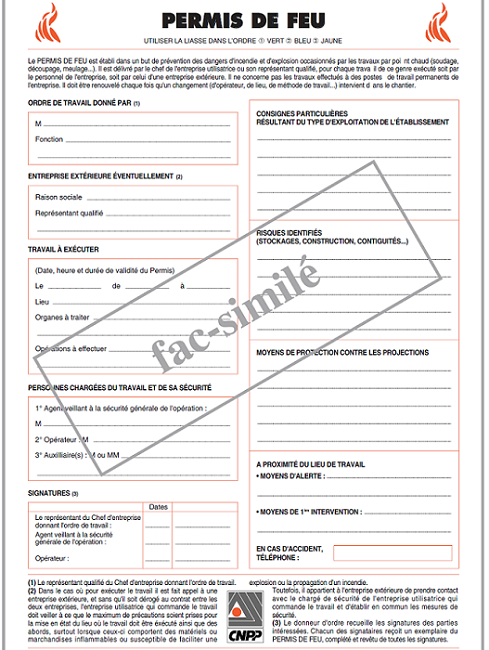 PERMIS DE FEU
UTILISER LA LIASSE DANS L'ORDRE ① VERT ② BLEU ③ JAUNE
Le PERMIS DE FEU est établi dans un but de prévention des dangers d'incendie et d'explosion occasionnés par les travaux par poi nt chaud (soudage,
découpage, meulage...). Il est délivré par le chef de l'entreprise utilisatrice ou son représentant qualifié, pour chaque trava il de ce genre exécuté soit par
le personnel de l'entreprise, soit par celui d'une entreprise extérieure. Il ne concerne pas les travaux effectués à des postes de travail permanents de
l'entreprise. Il doit être renouvelé chaque fois qu'un changement (d'opérateur, de lieu, de méthode de travail...) intervient d ans le chantier.
ORDRE DE TRAVAIL DONNÉ PAR (1)
M
Fonction
ENTREPRISE EXTÉRIEURE ÉVENTUELLEMENT (2)
Raison sociale
Représentant qualifié
TRAVAIL À EXÉCUTER
(Date, heure et durée de validité du Permis)
Le de à
Lieu
Organes à traiter
Opérations à effectuer
PERSONNES CHARGÉES DU TRAVAIL ET DE SA SÉCURITÉ
1° Agent veillant à la sécurité générale de l'opération :
M
2° Opérateur : M
3° Auxilliaire(s) : M ou MM
SIGNATURES (3)
Dates
Le représentant du Chef d'entreprise
donnant l'ordre de travail :
Agent veillant à la sécurité
générale de l'opération :
Opérateur :
CONSIGNES PARTICULIÈRES
RÉSULTANT DU TYPE D'EXPLOITATION DE L'ÉTABLISSEMENT
RISQUES IDENTIFIÉS
(STOCKAGES, CONSTRUCTION, CONTIGUITÉS...)
MOYENS DE PROTECTION CONTRE LES PROJECTIONS
A PROXIMITÉ DU LIEU DE TRAVAIL
• MOYENS D'ALERTE :
• MOYENS DE 1ère INTERVENTION :
EN CAS D'ACCIDENT,
TÉLÉPHONE :
fac-similé
(1) Le représentant qualifié du Chef d'entreprise donnant l'ordre de travail.
(2) Dans le cas où pour exécuter le travail il est fait appel à une
entreprise extérieure, et sans qu'il soit dérogé au contrat entre les
deux entreprises, l'entreprise utilisatrice qui commande le travail
doit veiller à ce que le maximum de précautions soient prises pour
la mise en état du lieu où le travail doit être exécuté ainsi que des
abords, surtout lorsque ceux-ci comportent des matériels ou
marchandises inflammables ou susceptible de faciliter une
explosion ou la propagation d'un incendie.
Toutefois, il appartient à l'entreprise extérieure de prendre contact
avec le chargé de sécurité de l'entreprise utilisatrice qui
commande le travail et d'établir en commun les mesures de
sécurité.
(3) Le donneur d'ordre recueille les signatures des parties
intéressées. Chacun des signaires reçoit un exemplaire du
PERMIS DE FEU, complété et revêtu de toutes les signatures.
CNPP